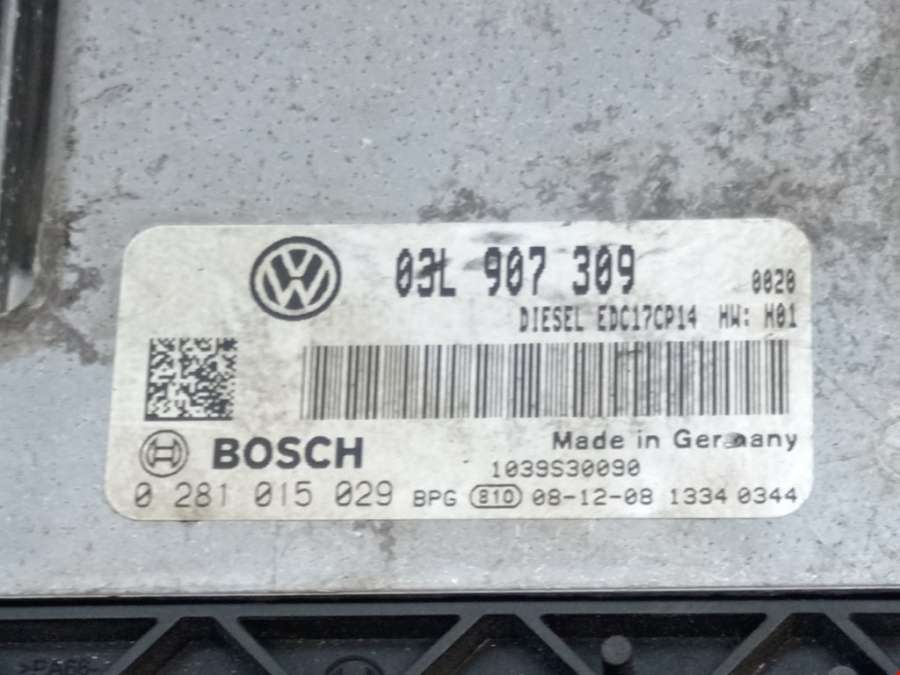 03L 907 309 0020
DIESEL EDC17CP14 HW: H01
Made in Germany
BOSCH
1039S30090
0 281 015 029 BPG 810 08-12-08 1334 0344
>PA66